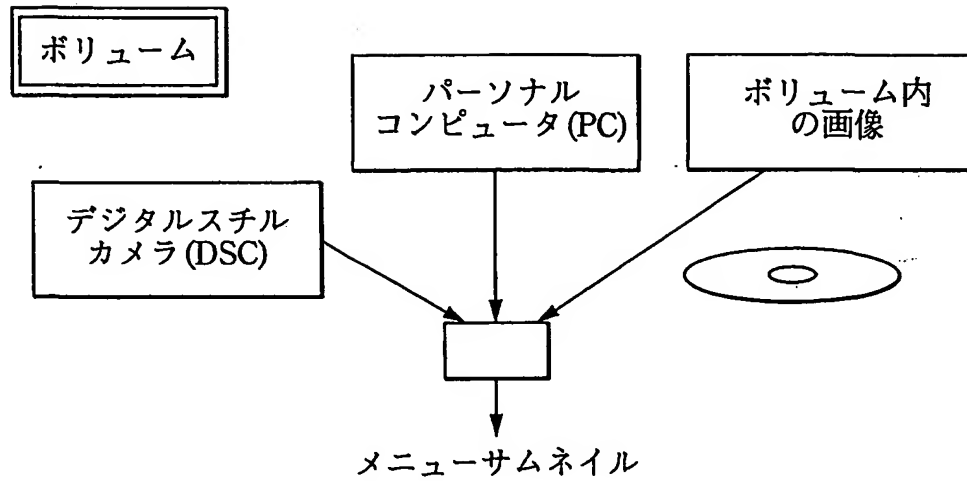 ボリューム
パーソナル
コンピュータ(PC)
ボリューム内
の画像
デジタルスチル
カメラ(DSC)
メニューサムネイル